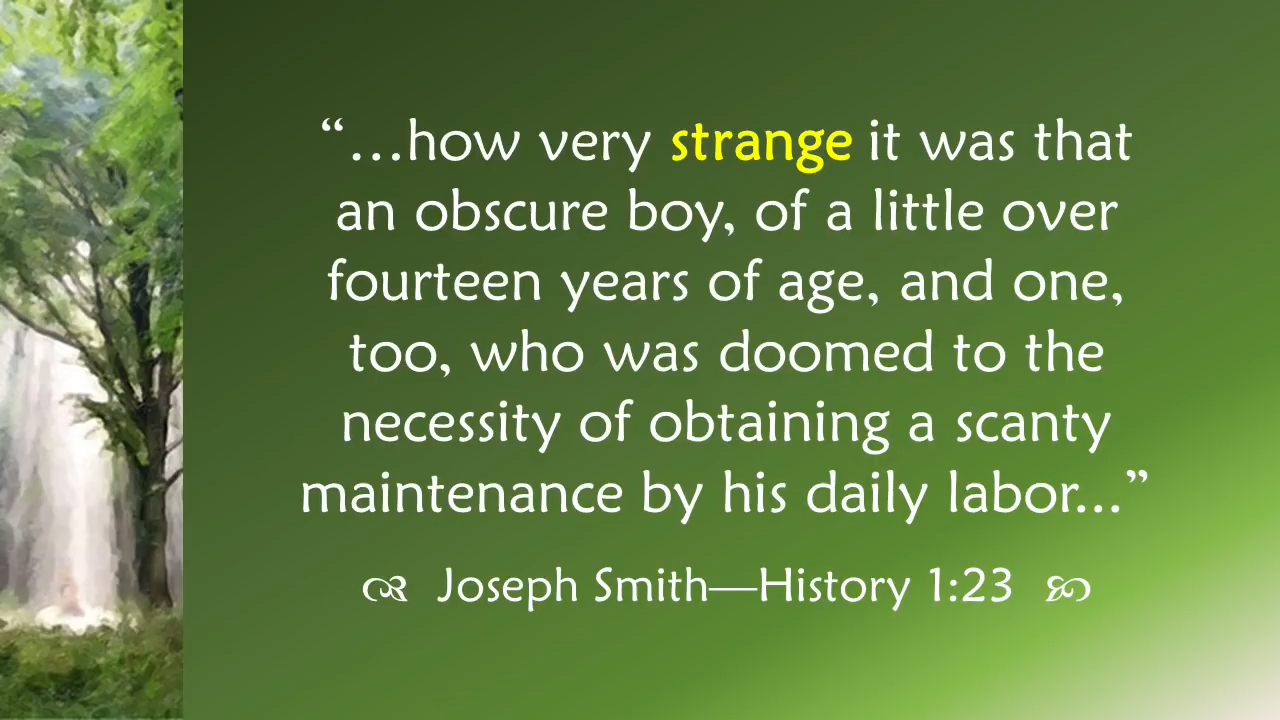 “…how very strange it was that
an obscure boy, of a little over
fourteen years of age, and one,
too, who was doomed to the
necessity of obtaining a scanty
maintenance by his daily labor...”
Joseph Smith—History 1:23